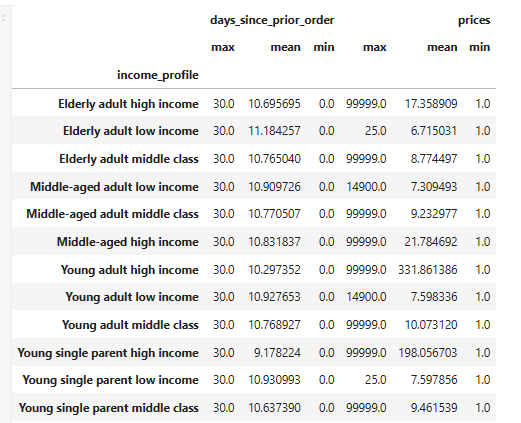 days_since_prior_order prices
max mean min max mean min
income_profile
Elderly adult high income 30.0 10.695695 0.0 99999.0 17.358909 1.0
Elderly adult low income 30.0 11.184257 0.0 25.0 6.715031 1.0
Elderly adult middle class 30.0 10.765040 0.0 99999.0 8.774497 1.0
Middle-aged adult low income 30.0 10.909726 0.0 14900.0 7.309493 1.0
Middle-aged adult middle class 30.0 10.770507 0.0 99999.0 9.232977 1.0
Middle-aged high income 30.0 10.831837 0.0 99999.0 21.784692 1.0
Young adult high income 30.0 10.297352 0.0 99999.0 331.861386 1.0
Young adult low income 30.0 10.927653 0.0 14900.0 7.598336 1.0
Young adult middle class 30.0 10.768927 0.0 99999.0 10.073120 1.0
Young single parent high income 30.0 9.178224 0.0 99999.0 198.056703 1.0
Young single parent low income 30.0 10.930993 0.0 25.0 7.597856 1.0
Young single parent middle class 30.0 10.637390 0.0 99999.0 9.461539 1.0